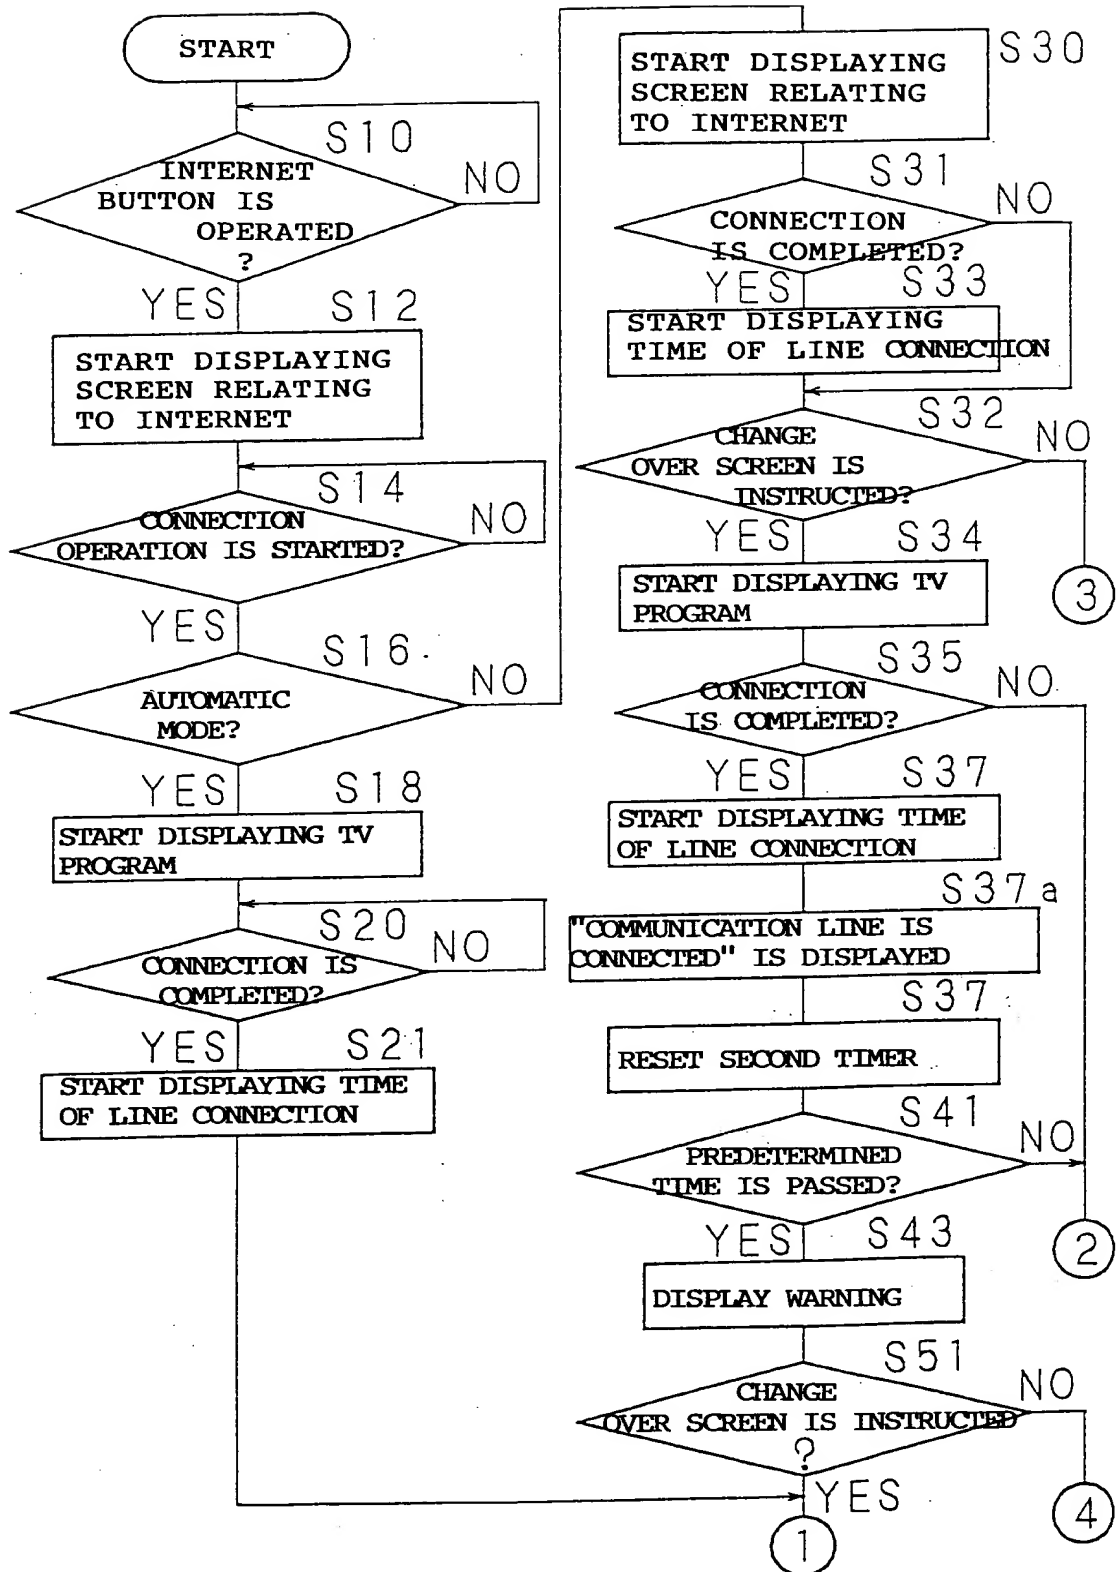 START
S10
INTERNET
BUTTON IS
OPERATED
?
NO
YES
S12
START DISPLAYING
SCREEN RELATING
TO INTERNET
S14
CONNECTION
OPERATION IS STARTED?
NO
YES
S16
AUTOMATIC
MODE?
NO
YES
S18
START DISPLAYING TV
PROGRAM
S20
CONNECTION IS
COMPLETED?
NO
YES
S21
START DISPLAYING TIME
OF LINE CONNECTION
S30
START DISPLAYING
SCREEN RELATING
TO INTERNET
S31
CONNECTION
IS COMPLETED?
NO
YES
S33
START DISPLAYING
TIME OF LINE CONNECTION
S32
CHANGE
OVER SCREEN IS
INSTRUCTED?
NO
3
YES
S34
START DISPLAYING TV
PROGRAM
S35
CONNECTION
IS COMPLETED?
NO
YES
S37
START DISPLAYING TIME
OF LINE CONNECTION
S37a
"COMMUNICATION LINE IS
CONNECTED" IS DISPLAYED
S37
RESET SECOND TIMER
S41
PREDETERMINED
TIME IS PASSED?
NO
2
YES
S43
DISPLAY WARNING
S51
CHANGE
OVER SCREEN IS INSTRUCTED
?
NO
4
YES
1